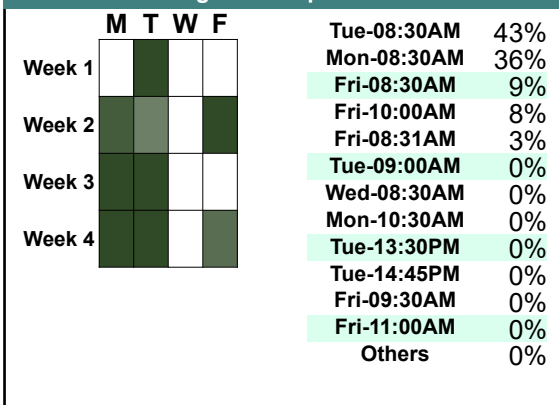 M T W F
Week 1
Week 2
Week 3
Week 4
Tue-08:30AM 43%
Mon-08:30AM 36%
Fri-08:30AM 9%
Fri-10:00AM 8%
Fri-08:31AM 3%
Tue-09:00AM 0%
Wed-08:30AM 0%
Mon-10:30AM 0%
Tue-13:30PM 0%
Tue-14:45PM 0%
Fri-09:30AM 0%
Fri-11:00AM 0%
Others 0%